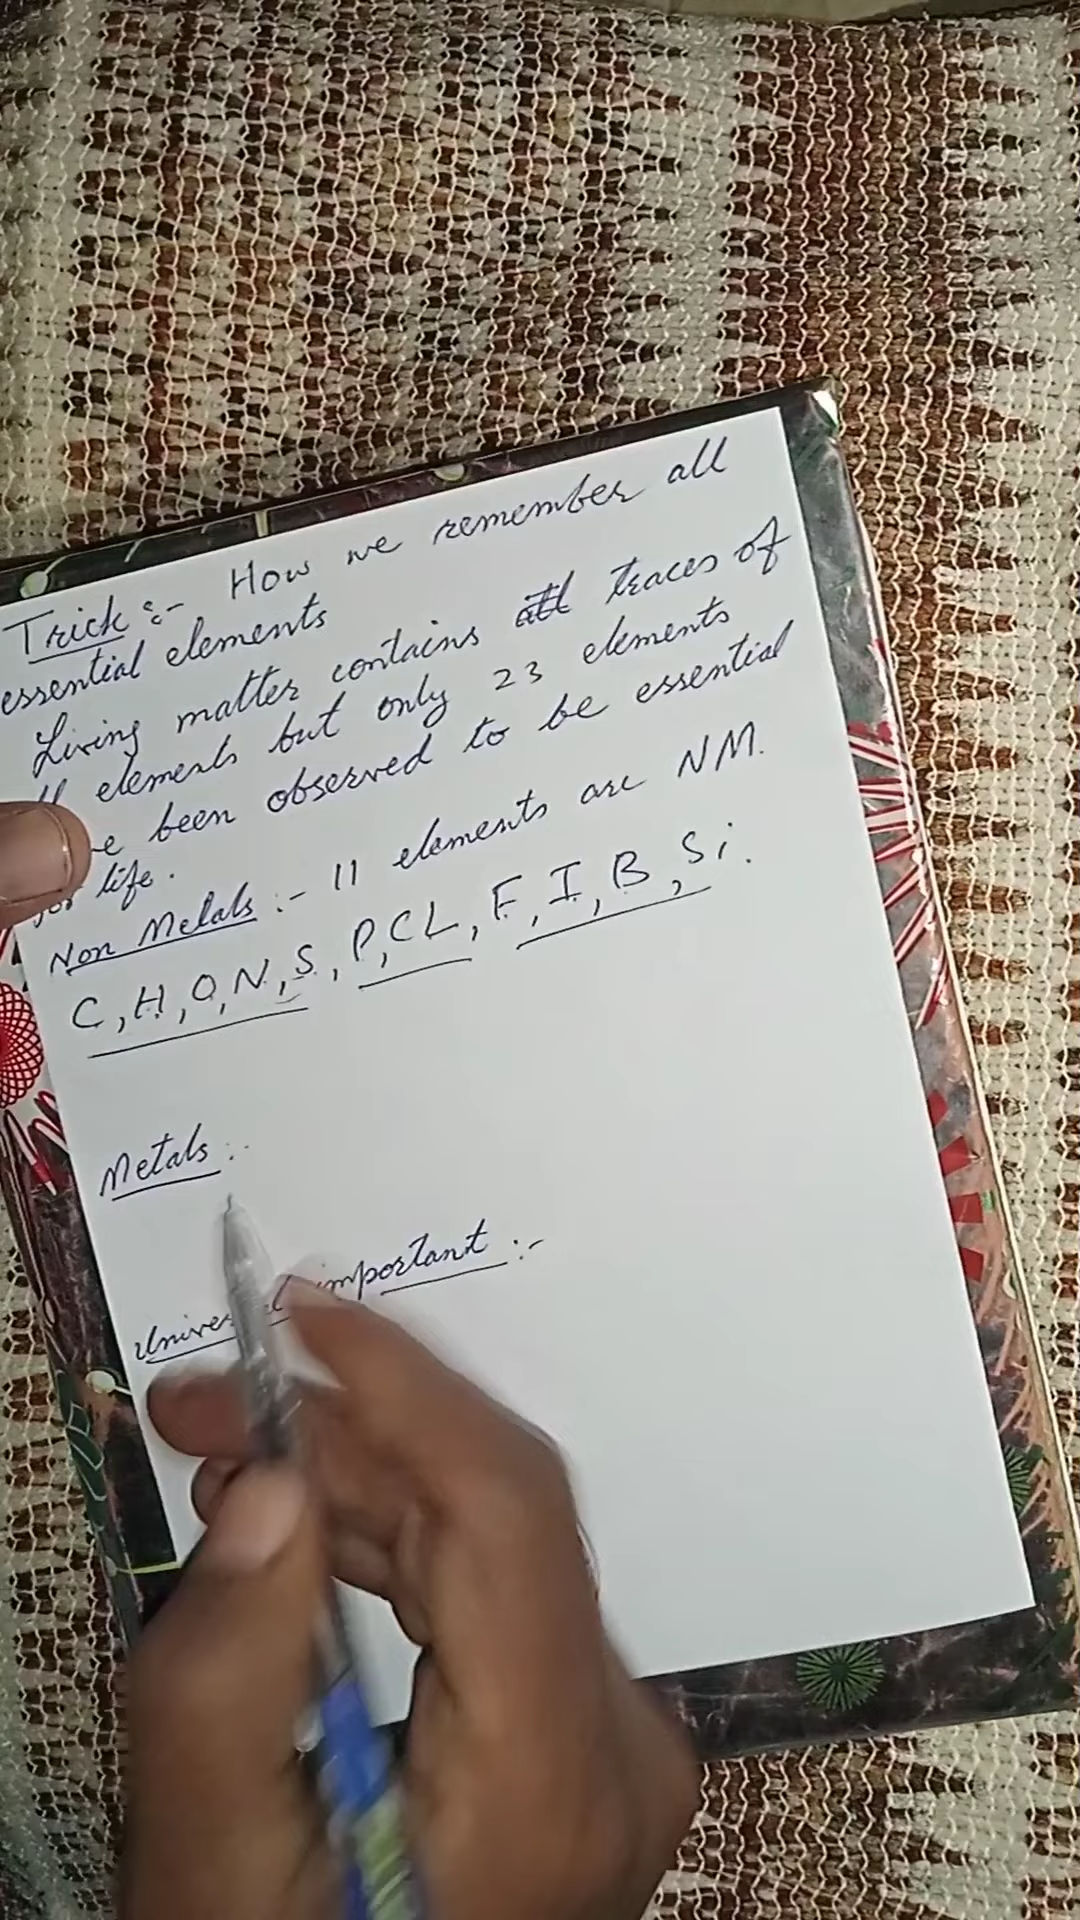 Trick :- How we remember all
essential elements
Living matter contains traces of
elements but only 23 elements
been observed to be essential
life.
Non Metals :- 11 elements are NM.
C, H, O, N, S, P, CL, F, I, B, Si.
Metals :-
important :-